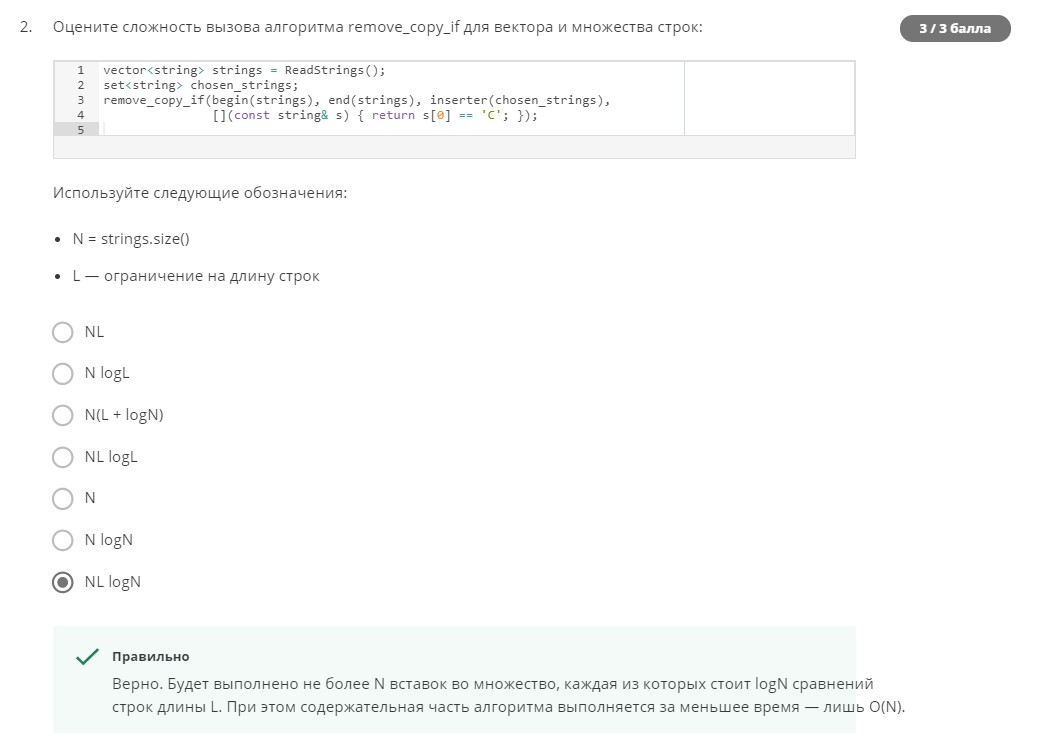 2. Оцените сложность вызова алгоритма remove_copy_if для вектора и множества строк:
3 / 3 балла
1 vector<string> strings = ReadStrings();
2 set<string> chosen_strings;
3 remove_copy_if(begin(strings), end(strings), inserter(chosen_strings),
4 [](const string& s) { return s[0] == 'C'; });
5
Используйте следующие обозначения:
• N = strings.size()
• L — ограничение на длину строк
NL
N logL
N(L + logN)
NL logL
N
N logN
NL logN
Правильно
Верно. Будет выполнено не более N вставок во множество, каждая из которых стоит logN сравнений
строк длины L. При этом содержательная часть алгоритма выполняется за меньшее время — лишь O(N).